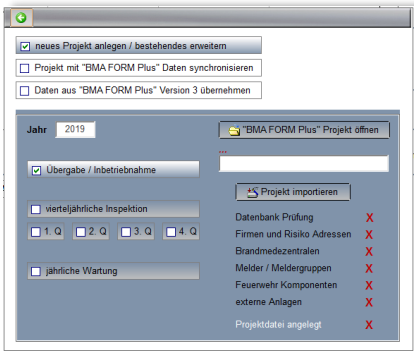 neues Projekt anlegen / bestehendes erweitern
Projekt mit "BMA FORM Plus" Daten synchronisieren
Daten aus "BMA FORM Plus" Version 3 übernehmen
Jahr 2019
"BMA FORM Plus" Projekt öffnen
...
Übergabe / Inbetriebnahme
Projekt importieren
vierteljährliche Inspektion
1. Q 2. Q 3. Q 4. Q
jährliche Wartung
Datenbank Prüfung X
Firmen und Risiko Adressen X
Brandmedezentralen X
Melder / Meldergruppen X
Feuerwehr Komponenten X
externe Anlagen X
Projektdatei angelegt X